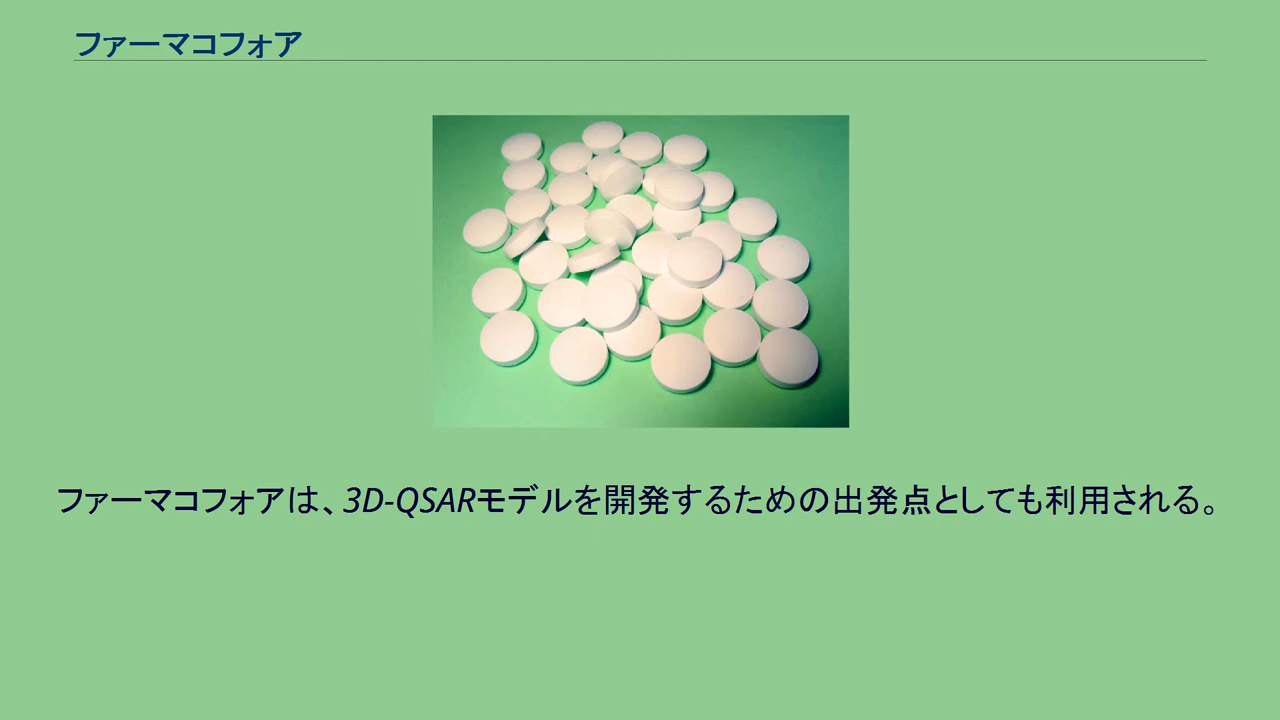 ファーマコフォア
ファーマコフォアは、3D-QSARモデルを開発するための出発点としても利用される。